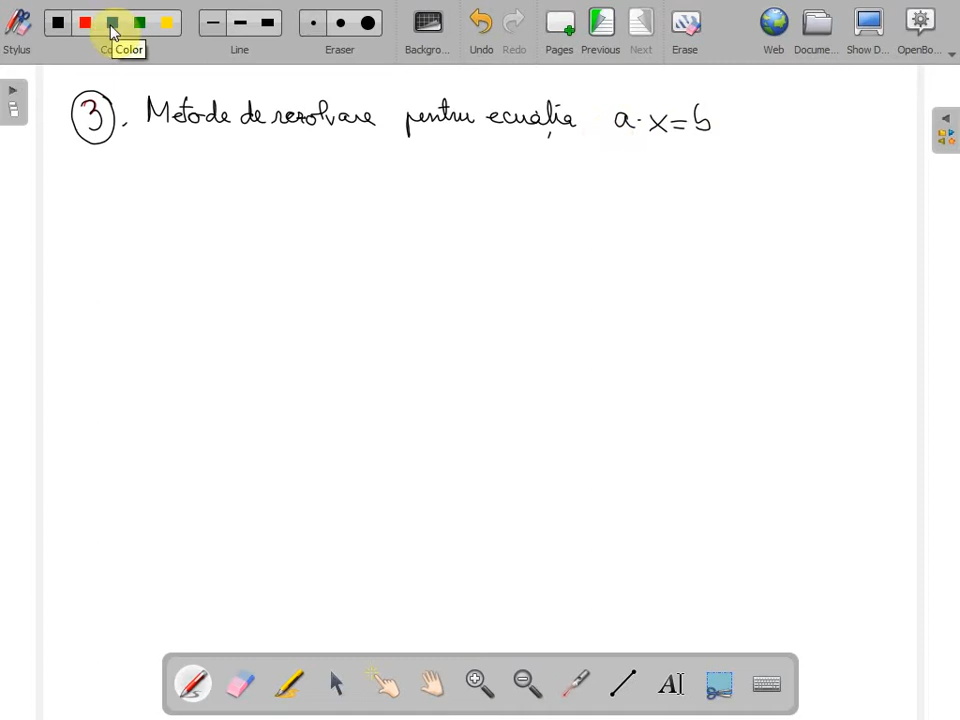 Stylus
Color
Line
Eraser
Backgro...
Undo
Redo
Pages
Previous
Next
Erase
Web
Docume...
Show D...
OpenBo...
3. Metode de rezolvare pentru ecuația a·x=b